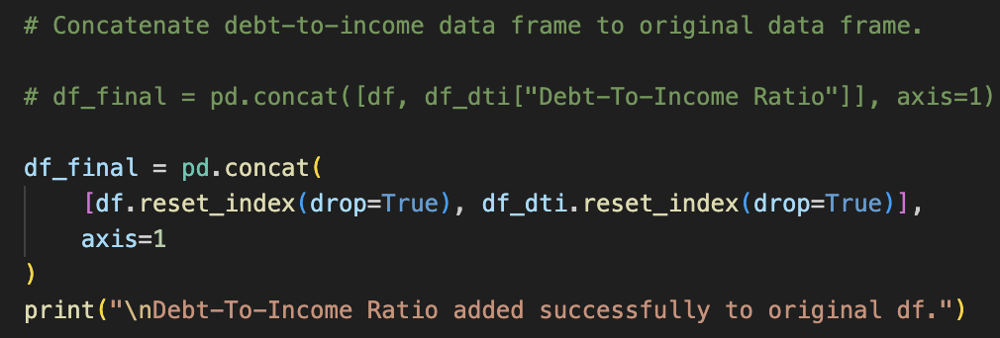 # Concatenate debt-to-income data frame to original data frame.
# df_final = pd.concat([df, df_dti["Debt-To-Income Ratio"]], axis=1)
df_final = pd.concat(
    [df.reset_index(drop=True), df_dti.reset_index(drop=True)],
    axis=1
)
print("\nDebt-To-Income Ratio added successfully to original df.")